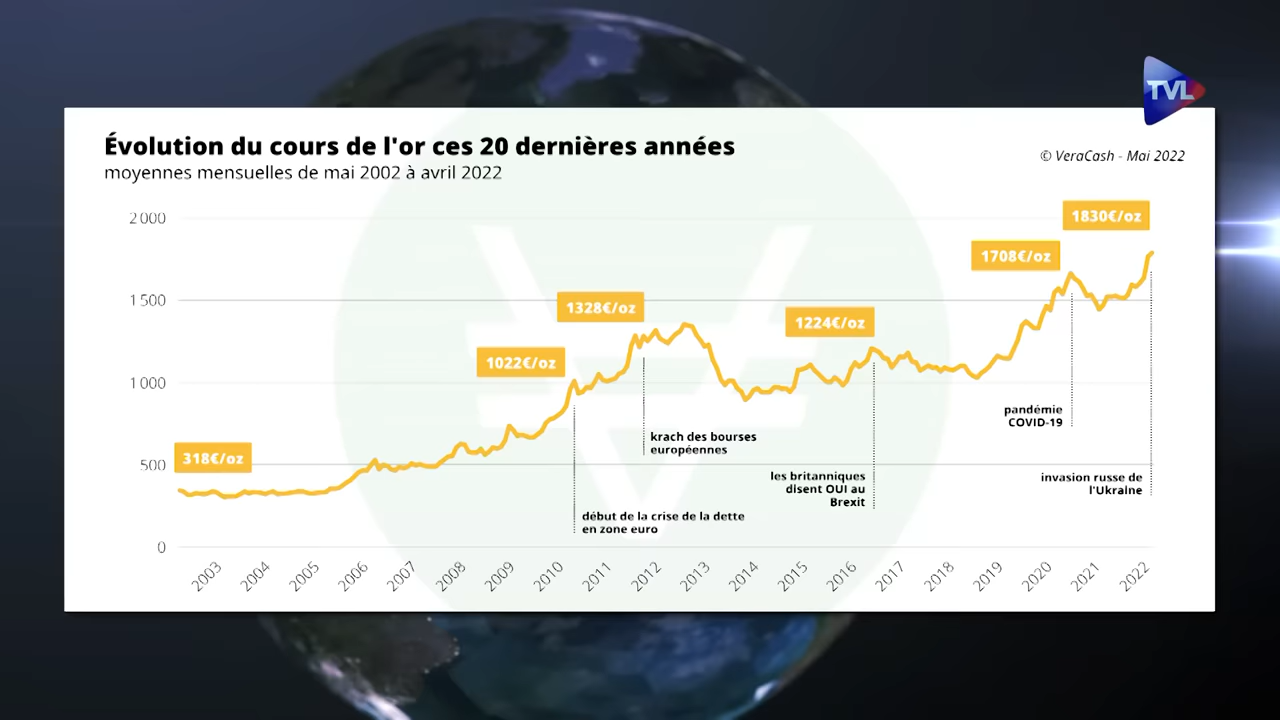 TVL
Évolution du cours de l'or ces 20 dernières années
moyennes mensuelles de mai 2002 à avril 2022
© VeraCash - Mai 2022
2 000
1 500
1 000
500
0
318€/oz
1022€/oz
1328€/oz
1224€/oz
1708€/oz
1830€/oz
début de la crise de la dette
en zone euro
krach des bourses
européennes
les britanniques
disent OUI au
Brexit
pandémie
COVID-19
invasion russe de
l'Ukraine
2003
2004
2005
2006
2007
2008
2009
2010
2011
2012
2013
2014
2015
2016
2017
2018
2019
2020
2021
2022